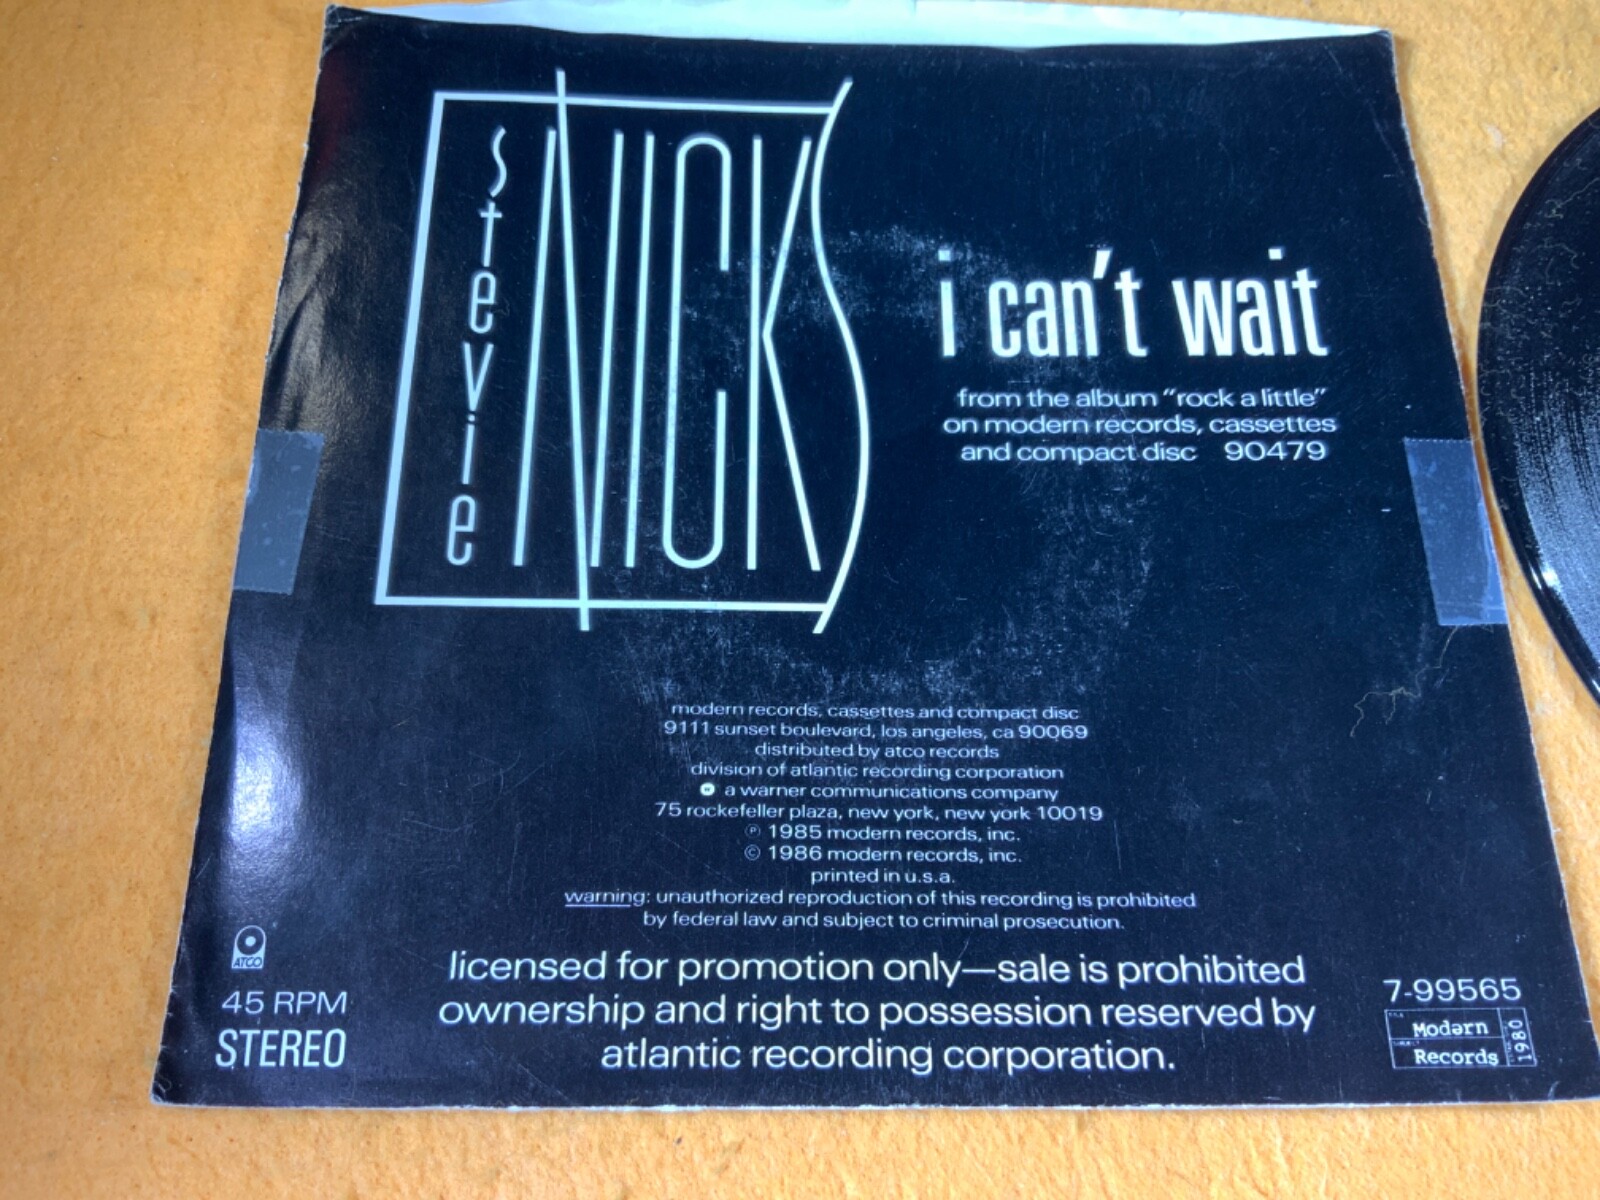 stevie
NICKS
i can't wait
from the album "rock a little"
on modern records, cassettes
and compact disc 90479
modern records, cassettes and compact disc
9111 sunset boulevard, los angeles, ca 90069
distributed by atco records
division of atlantic recording corporation
a warner communications company
75 rockefeller plaza, new york, new york 10019
℗ 1985 modern records, inc.
© 1986 modern records, inc.
printed in u.s.a.
warning: unauthorized reproduction of this recording is prohibited
by federal law and subject to criminal prosecution.
licensed for promotion only—sale is prohibited
ownership and right to possession reserved by
atlantic recording corporation.
ATCO
45 RPM
STEREO
7-99565
Modərn
Records
1980